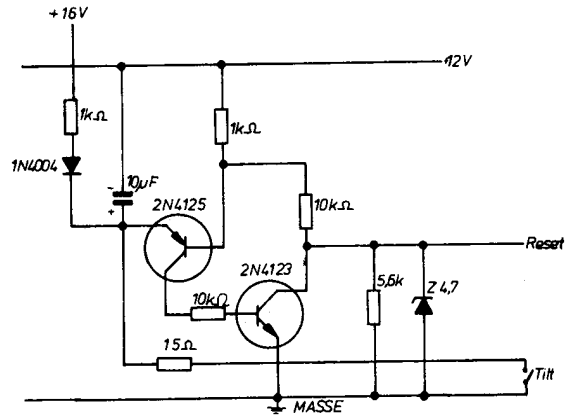 +16V
12V
1kΩ
1kΩ
1N4004
10µF
-
+
2N4125
10kΩ
2N4123
Reset
5,6k
Z 4,7
10kΩ
15Ω
Tilt
MASSE